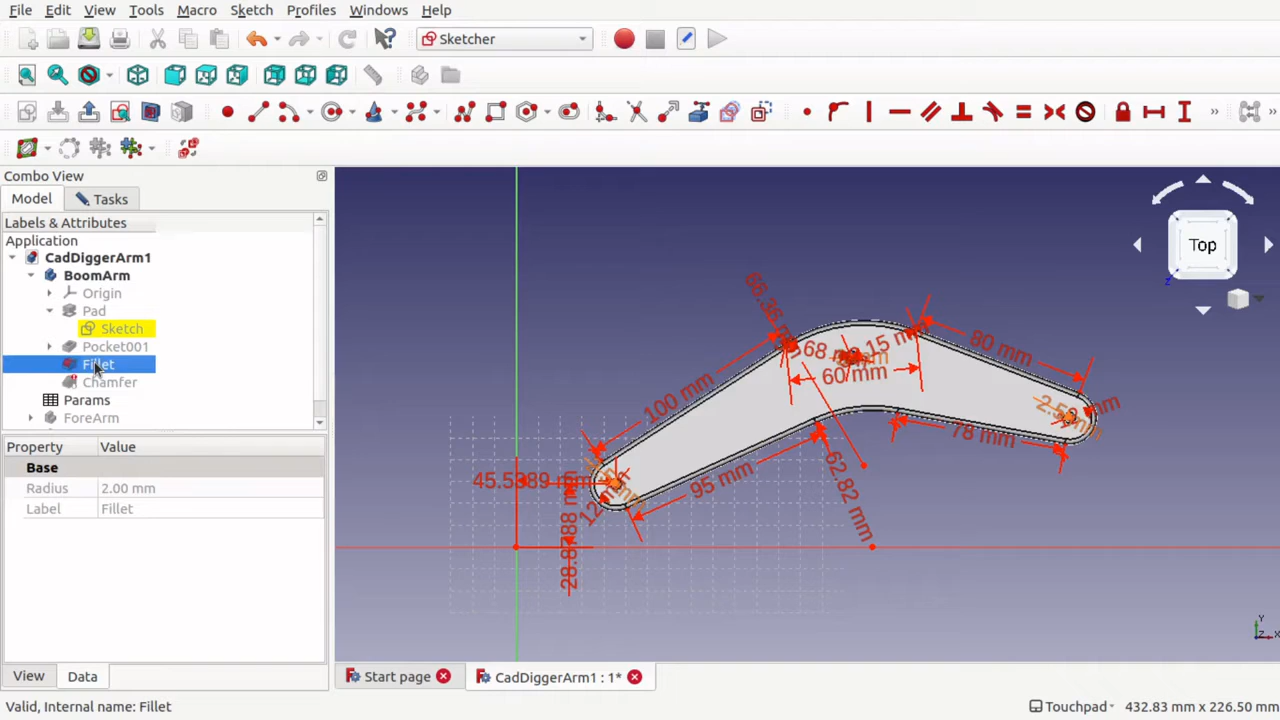 File Edit View Tools Macro Sketch Profiles Windows Help
Sketcher
Combo View
Model Tasks
Labels & Attributes
Application
CadDiggerArm1
BoomArm
Origin
Pad
Sketch
Pocket001
Fillet
Chamfer
Params
ForeArm
Property Value
Base
Radius 2.00 mm
Label Fillet
View Data
Top
80 mm
60 mm
100 mm
78 mm
95 mm
62.82 mm
Y
Z
X
Start page
CadDiggerArm1 : 1*
Valid, Internal name: Fillet
Touchpad
432.83 mm x 226.50 mm